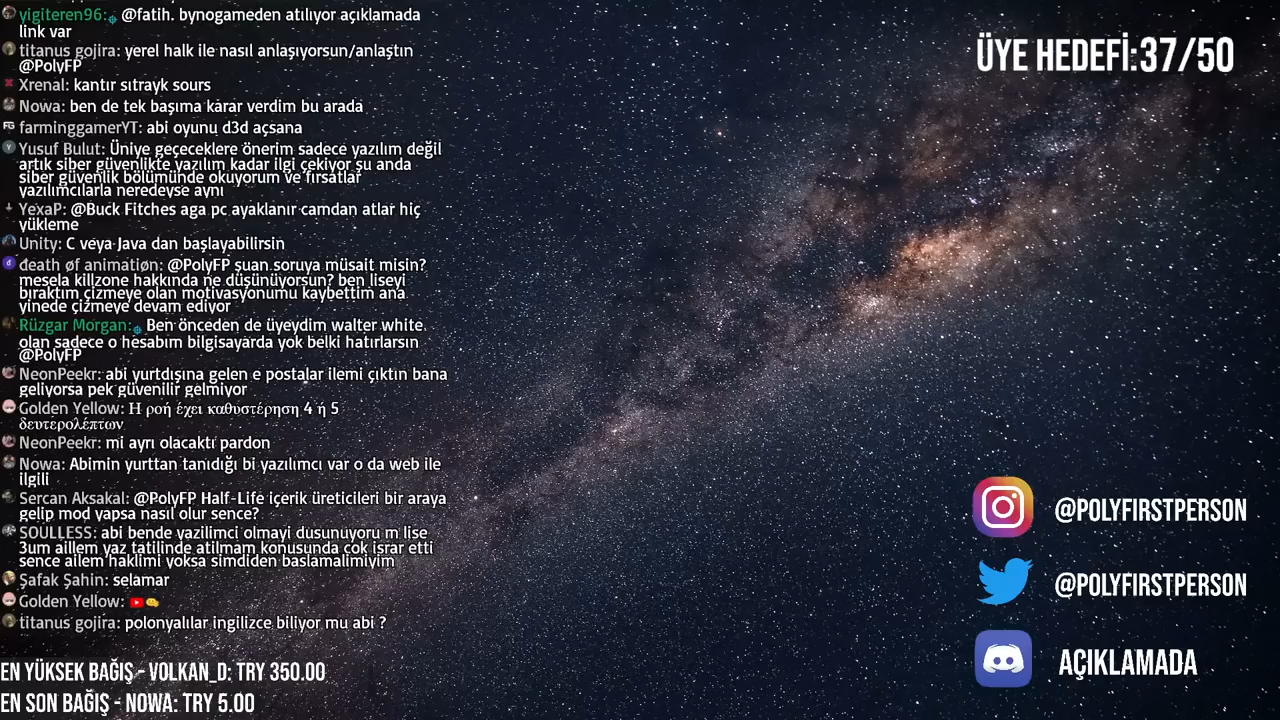 yigiteren96: @fatih. bynogameden atılıyor açıklamada
link var
titanus gojira: yerel halk ile nasıl anlaşıyorsun/anlaştın
@PolyFP
Xrenal: kantır sıtrayk sours
Nowa: ben de tek başıma karar verdim bu arada
farminggamerYT: abi oyunu d3d açsana
Yusuf Bulut: Üniye geçeceklere önerim sadece yazılım değil
artık siber güvenlikte yazılım kadar ilgi çekiyor şu anda
siber güvenlik bölümünde okuyorum ve fırsatlar
yazılımcılarla neredeyse aynı
YexaP: @Buck Fitches aga pc ayaklanır camdan atlar hiç
yükleme
Unity: C veya Java dan başlayabilirsin
death øf animatiøn: @PolyFP şuan soruya müsait misin?
mesela killzone hakkında ne düşünüyorsun? ben liseyi
bıraktım çizmeye olan motivasyonumu kaybettim ana
yinede çizmeye devam ediyor
Rüzgar Morgan: Ben önceden de üyeydim walter white
olan sadece o hesabım bilgisayarda yok belki hatırlarsın
@PolyFP
NeonPeekr: abi yurtdışına gelen e postalar ilemi çıktın bana
geliyorsa pek güvenilir gelmiyor
Golden Yellow: Η ροή έχει καθυστέρηση 4 ή 5
δευτερολέπτων
NeonPeekr: mi ayrı olacaktı pardon
Nowa: Abimin yurttan tanıdığı bi yazılımcı var o da web ile
ilgili
Sercan Aksakal: @PolyFP Half-Life içerik üreticileri bir araya
gelip mod yapsa nasıl olur sence?
SOULLESS: abi bende yazilimci olmayi dusunuyoru m lise
3um aillem yaz tatilinde atilmam konusunda cok israr etti
sence ailem haklimi yoksa simdiden baslamalimiyim
Şafak Şahin: selamar
Golden Yellow:
titanus gojira: polonyalılar ingilizce biliyor mu abi ?
EN YÜKSEK BAĞIŞ - VOLKAN_D: TRY 350.00
EN SON BAĞIŞ - NOWA: TRY 5.00
ÜYE HEDEFİ:37/50
@POLYFIRSTPERSON
@POLYFIRSTPERSON
AÇIKLAMADA